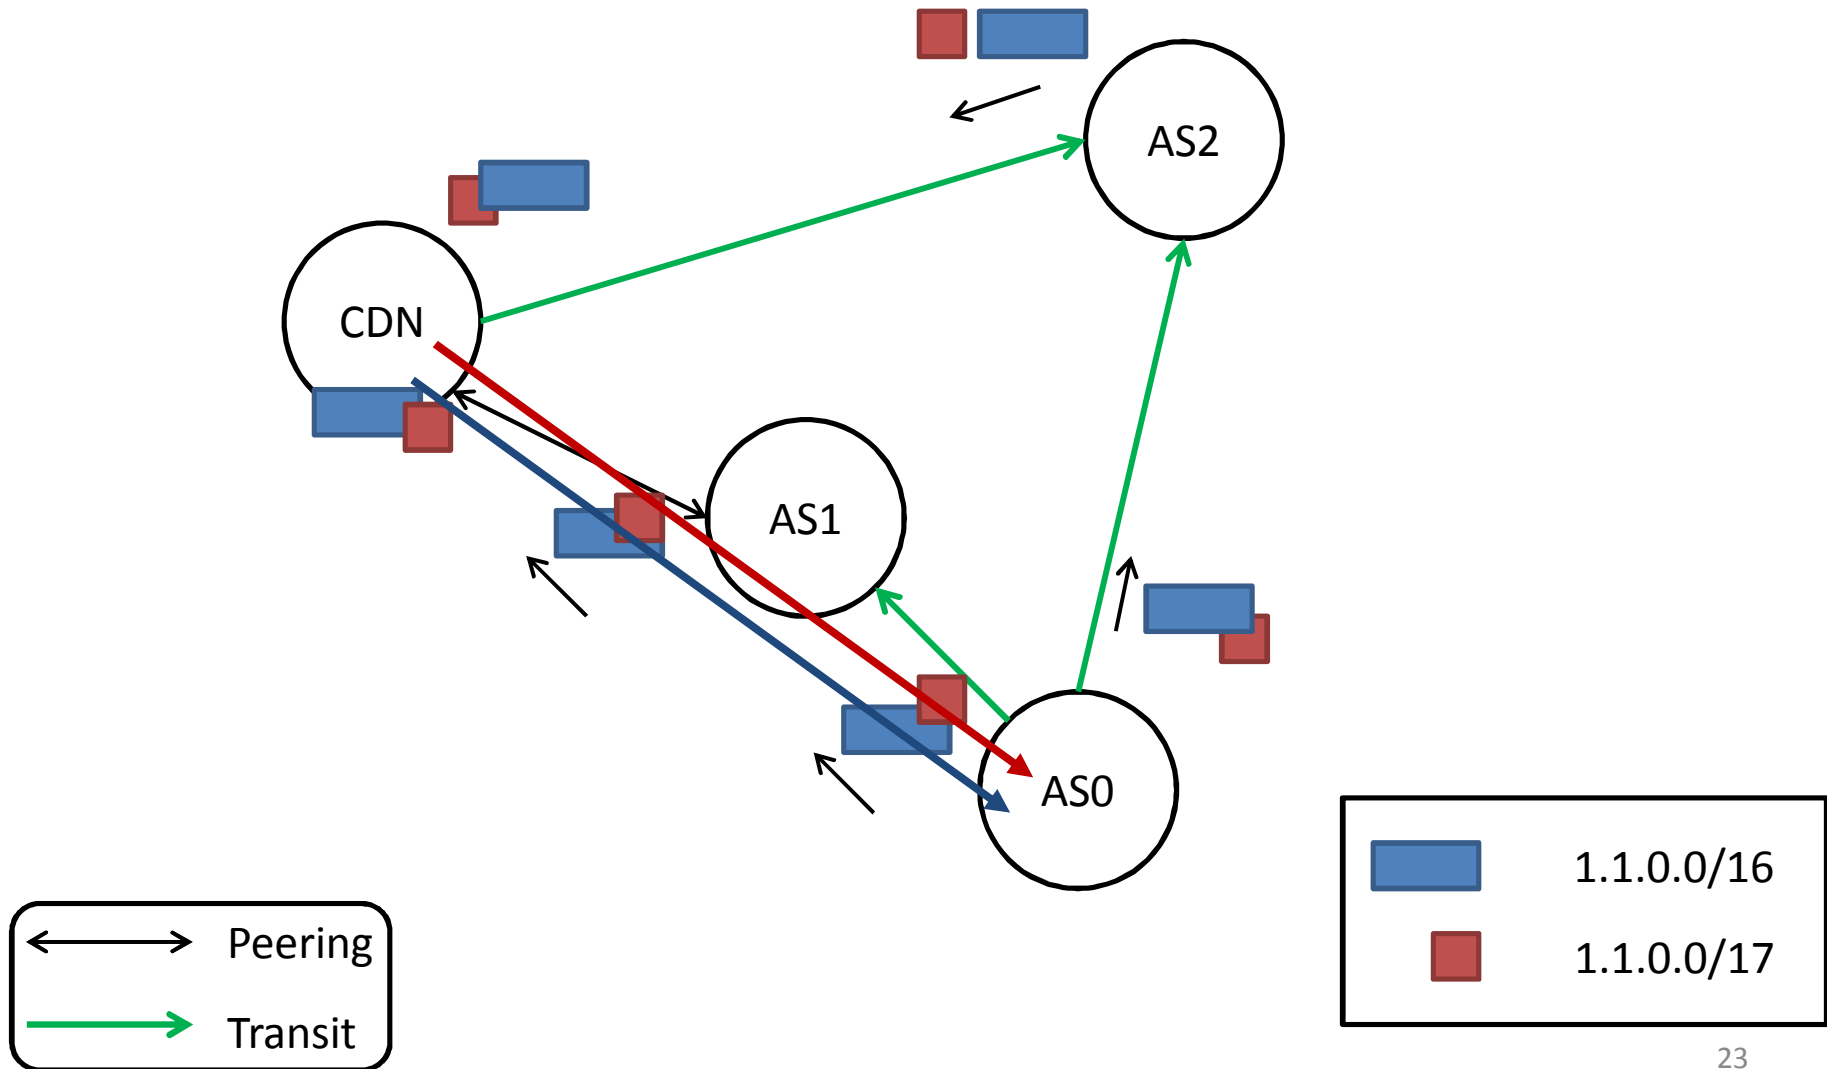 AS2
CDN
AS1
AS0
1.1.0.0/16
1.1.0.0/17
Peering
Transit
23